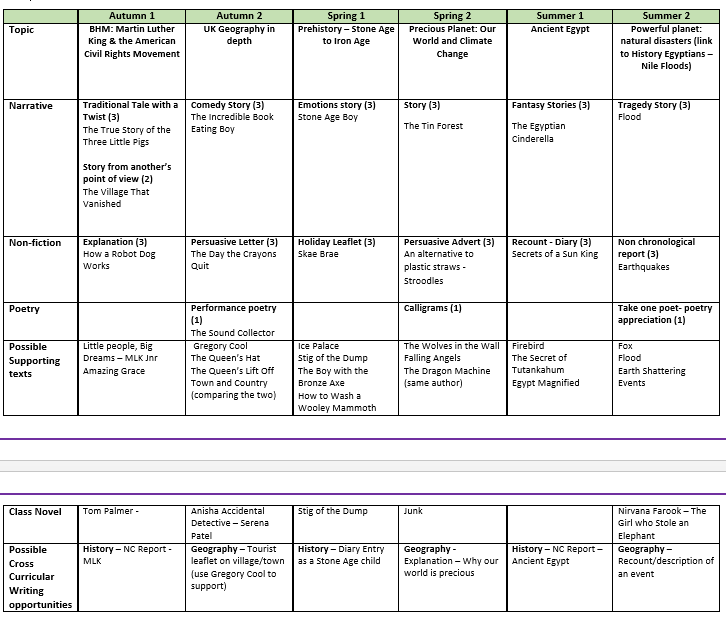 Autumn 1 Autumn 2 Spring 1 Spring 2 Summer 1 Summer 2
Topic
BHM: Martin Luther
King & the American
Civil Rights Movement
UK Geography in
depth
Prehistory – Stone Age
to Iron Age
Precious Planet: Our
World and Climate
Change
Ancient Egypt
Powerful planet:
natural disasters (link
to History Egyptians –
Nile Floods)
Narrative
Traditional Tale with a
Twist (3)
The True Story of the
Three Little Pigs
Story from another's
point of view (2)
The Village That
Vanished
Comedy Story (3)
The Incredible Book
Eating Boy
Emotions story (3)
Stone Age Boy
Story (3)
The Tin Forest
Fantasy Stories (3)
The Egyptian
Cinderella
Tragedy Story (3)
Flood
Non-fiction
Explanation (3)
How a Robot Dog
Works
Persuasive Letter (3)
The Day the Crayons
Quit
Holiday Leaflet (3)
Skae Brae
Persuasive Advert (3)
An alternative to
plastic straws -
Stroodles
Recount - Diary (3)
Secrets of a Sun King
Non chronological
report (3)
Earthquakes
Poetry
Performance poetry
(1)
The Sound Collector
Calligrams (1)
Take one poet- poetry
appreciation (1)
Possible
Supporting
texts
Little people, Big
Dreams – MLK Jnr
Amazing Grace
Gregory Cool
The Queen's Hat
The Queen's Lift Off
Town and Country
(comparing the two)
Ice Palace
Stig of the Dump
The Boy with the
Bronze Axe
How to Wash a
Wooley Mammoth
The Wolves in the Wall
Falling Angels
The Dragon Machine
(same author)
Firebird
The Secret of
Tutankahum
Egypt Magnified
Fox
Flood
Earth Shattering
Events
Class Novel
Tom Palmer -
Anisha Accidental
Detective – Serena
Patel
Stig of the Dump
Junk
Nirvana Farook – The
Girl who Stole an
Elephant
Possible
Cross
Curricular
Writing
opportunities
History – NC Report -
MLK
Geography – Tourist
leaflet on village/town
(use Gregory Cool to
support)
History – Diary Entry
as a Stone Age child
Geography -
Explanation – Why our
world is precious
History – NC Report –
Ancient Egypt
Geography –
Recount/description of
an event